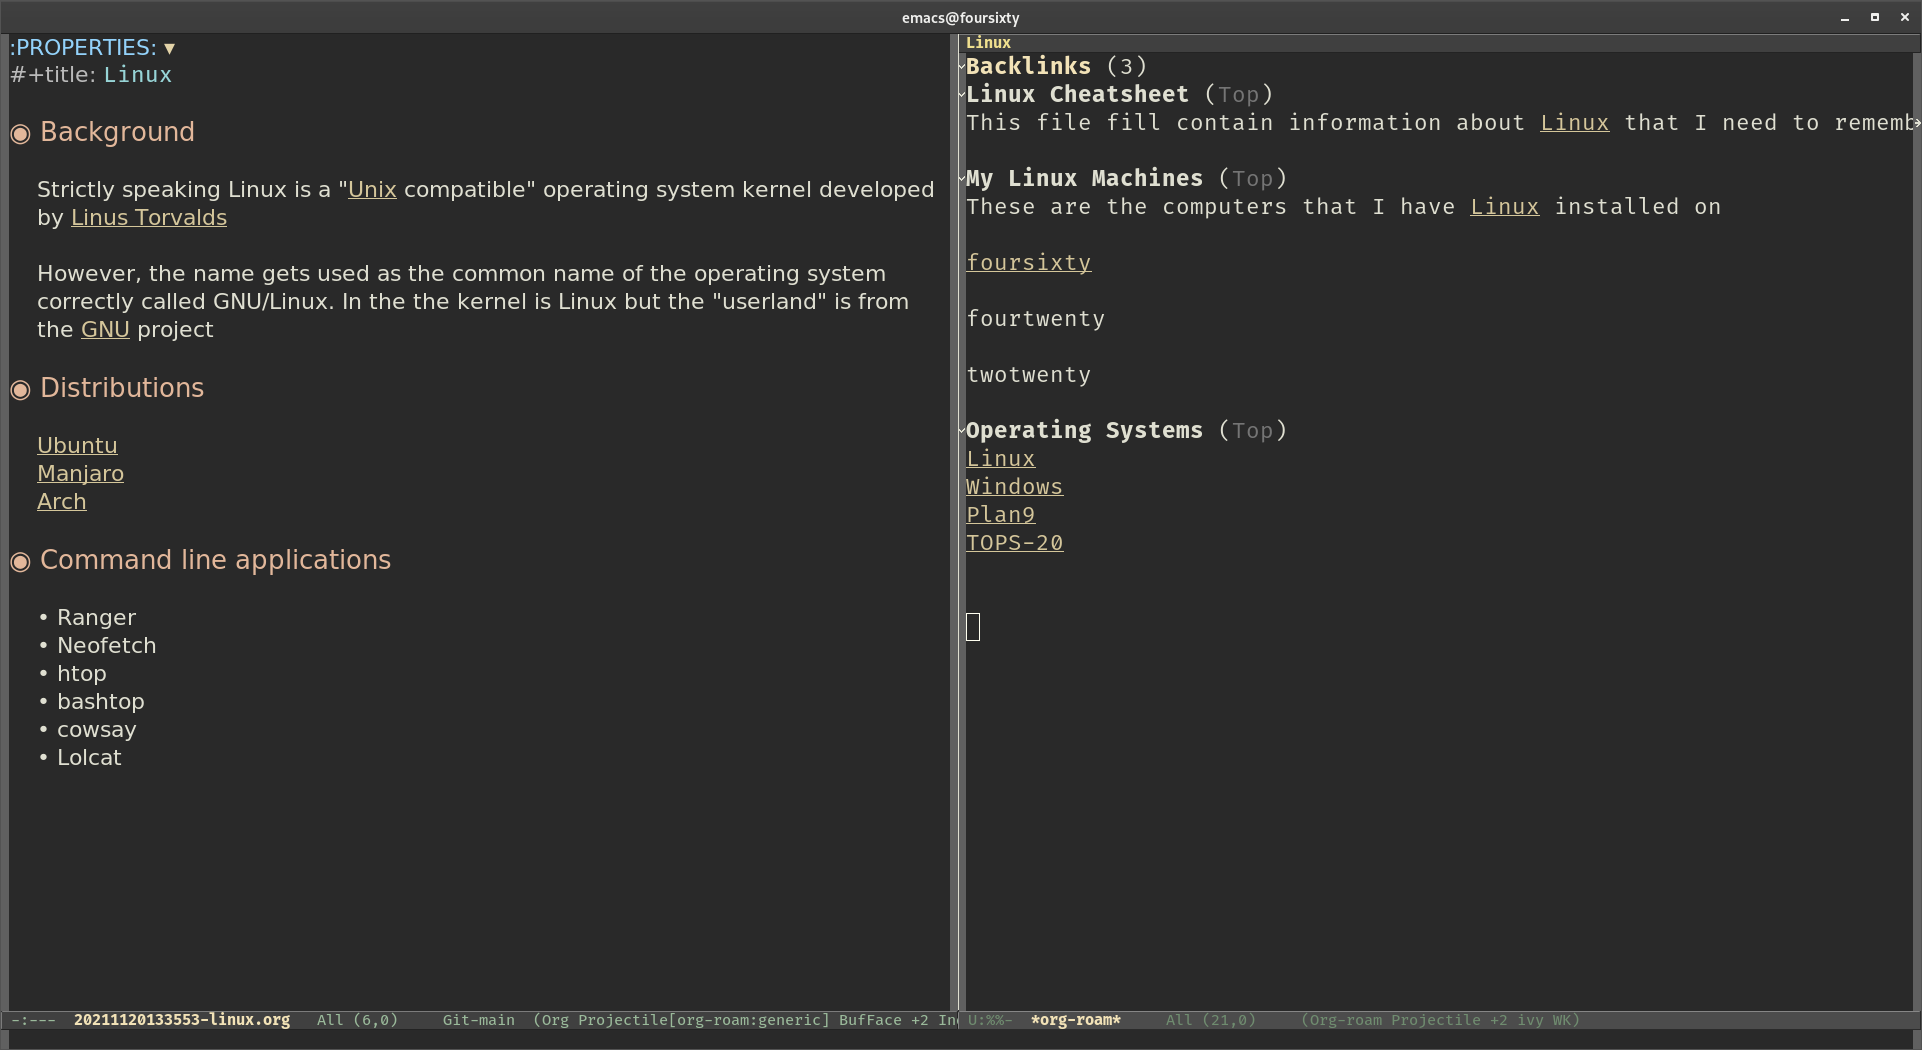 emacs@foursixty
:PROPERTIES: ▾
#+title: Linux
◉ Background
Strictly speaking Linux is a "Unix compatible" operating system kernel developed
by Linus Torvalds
However, the name gets used as the common name of the operating system
correctly called GNU/Linux. In the the kernel is Linux but the "userland" is from
the GNU project
◉ Distributions
Ubuntu
Manjaro
Arch
◉ Command line applications
• Ranger
• Neofetch
• htop
• bashtop
• cowsay
• Lolcat
-:---  20211120133553-linux.org   All (6,0)     Git-main  (Org Projectile[org-roam:generic] BufFace +2 In
Linux
Backlinks (3)
Linux Cheatsheet (Top)
This file fill contain information about Linux that I need to rememb
My Linux Machines (Top)
These are the computers that I have Linux installed on
foursixty
fourtwenty
twotwenty
Operating Systems (Top)
Linux
Windows
Plan9
TOPS-20
U:%%-  *org-roam*     All (21,0)     (Org-roam Projectile +2 ivy WK)